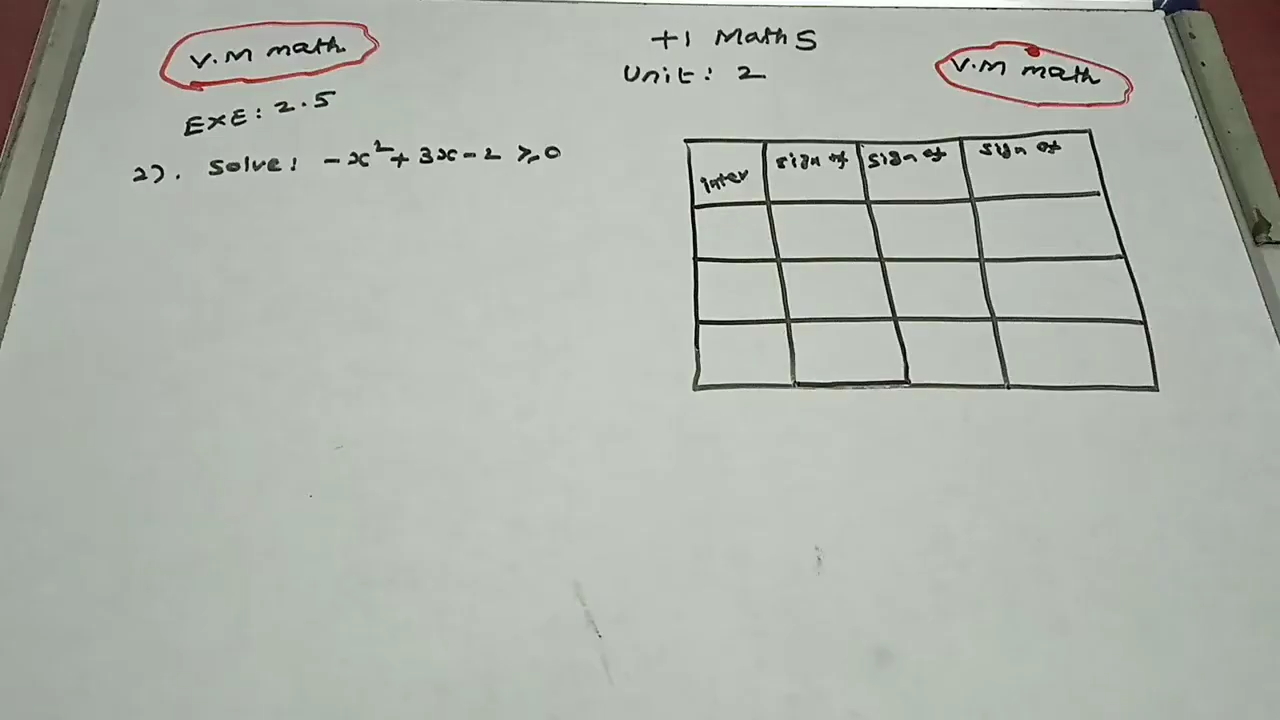 V.M math
+1 Maths
Unit: 2
V.M math
EXE: 2.5
2). Solve: -x²+3x-2 ≥0
Inter sign of sign of sign of